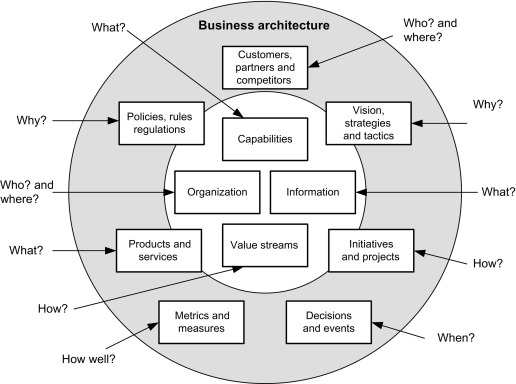 Business architecture
What?
Who? and
where?
Customers,
partners and
competitors
Why?
Policies, rules
regulations
Vision,
strategies
and tactics
Why?
Capabilities
Who? and
where?
Organization
Information
What?
What?
Products and
services
Value streams
Initiatives
and projects
How?
How?
Metrics and
measures
Decisions
and events
How well?
When?